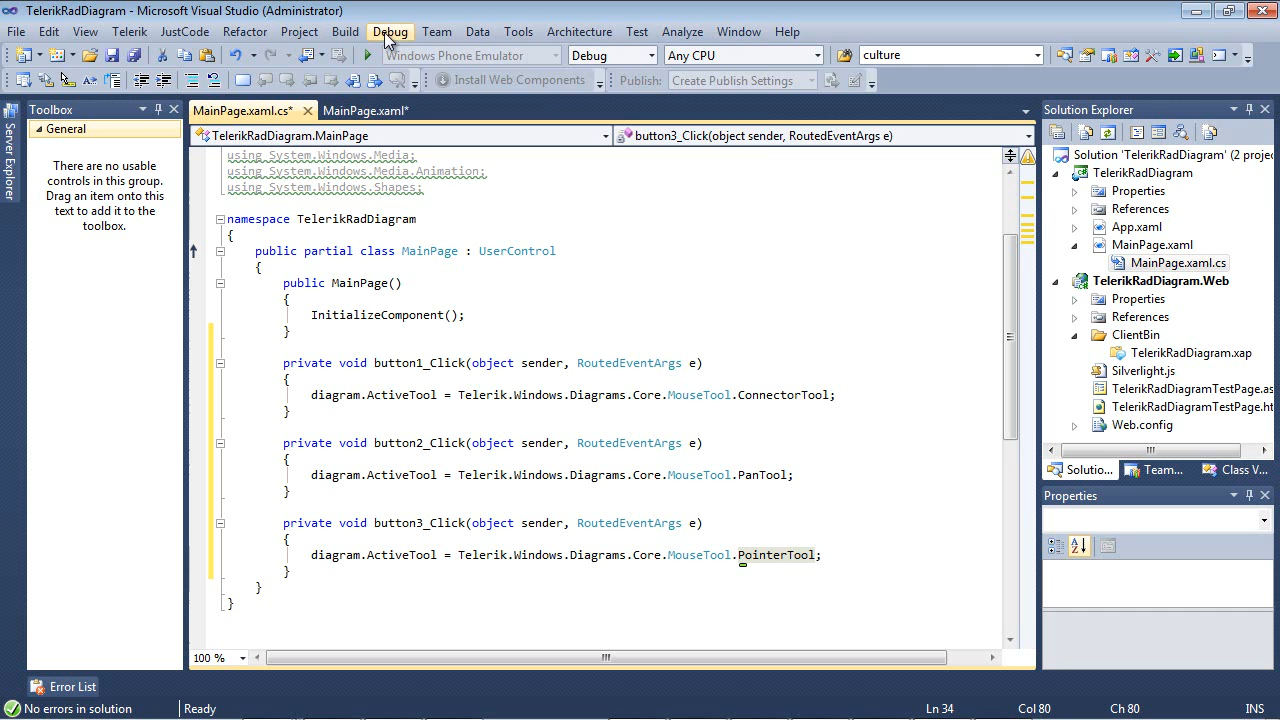 TelerikRadDiagram - Microsoft Visual Studio (Administrator)
File Edit View Telerik JustCode Refactor Project Build Debug Team Data Tools Architecture Test Analyze Window Help
Windows Phone Emulator Debug Any CPU culture
Install Web Components Publish: Create Publish Settings
Server Explorer
Toolbox
General
There are no usable
controls in this group.
Drag an item onto this
text to add it to the
toolbox.
MainPage.xaml.cs* MainPage.xaml*
TelerikRadDiagram.MainPage button3_Click(object sender, RoutedEventArgs e)
using System.Windows.Media;
using System.Windows.Media.Animation;
using System.Windows.Shapes;
namespace TelerikRadDiagram
{
public partial class MainPage : UserControl
{
public MainPage()
{
InitializeComponent();
}
private void button1_Click(object sender, RoutedEventArgs e)
{
diagram.ActiveTool = Telerik.Windows.Diagrams.Core.MouseTool.ConnectorTool;
}
private void button2_Click(object sender, RoutedEventArgs e)
{
diagram.ActiveTool = Telerik.Windows.Diagrams.Core.MouseTool.PanTool;
}
private void button3_Click(object sender, RoutedEventArgs e)
{
diagram.ActiveTool = Telerik.Windows.Diagrams.Core.MouseTool.PointerTool;
}
}
}
100 %
Solution Explorer
Solution 'TelerikRadDiagram' (2 projec
TelerikRadDiagram
Properties
References
App.xaml
MainPage.xaml
MainPage.xaml.cs
TelerikRadDiagram.Web
Properties
References
ClientBin
TelerikRadDiagram.xap
Silverlight.js
TelerikRadDiagramTestPage.as
TelerikRadDiagramTestPage.ht
Web.config
Solutio... Team... Class V...
Properties
Error List
No errors in solution Ready Ln 34 Col 80 Ch 80 INS